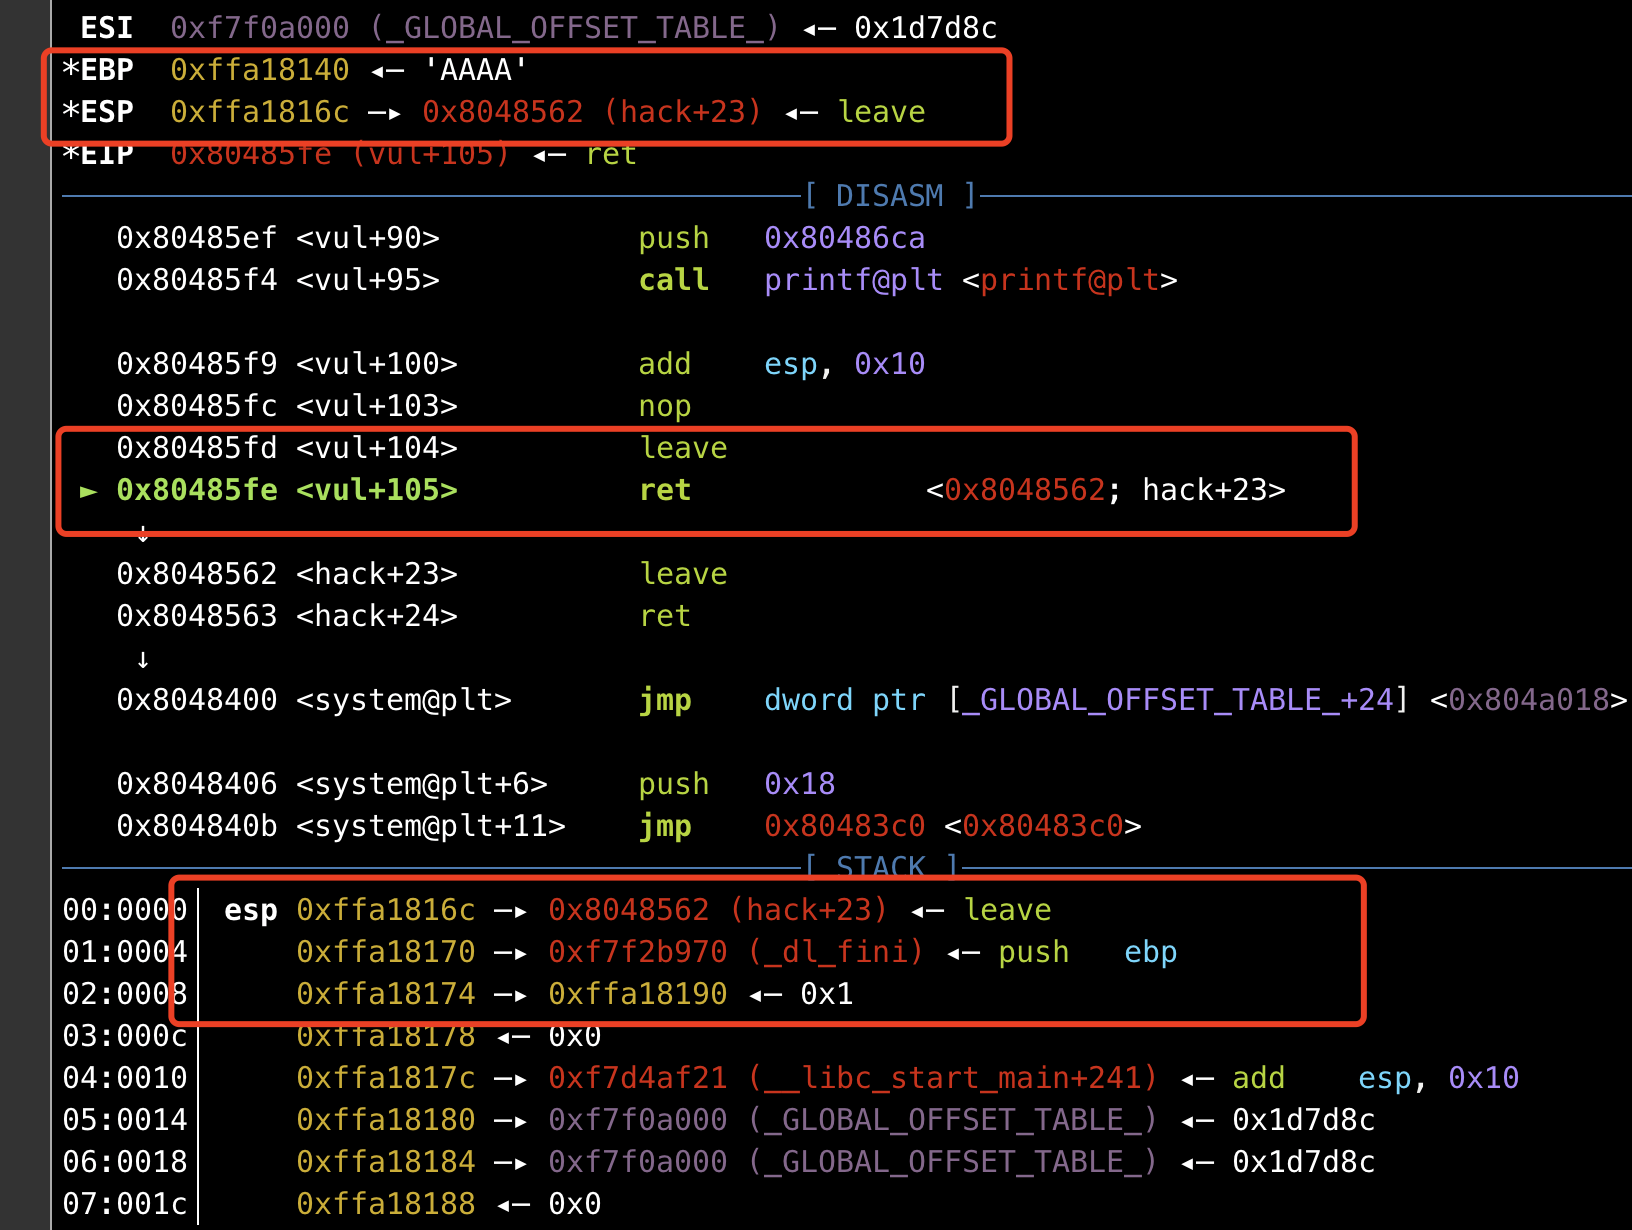 ESI  0xf7f0a000 (_GLOBAL_OFFSET_TABLE_) ◂— 0x1d7d8c
*EBP  0xffa18140 ◂— 'AAAA'
*ESP  0xffa1816c —▸ 0x8048562 (hack+23) ◂— leave
*EIP  0x80485fe (vul+105) ◂— ret
[ DISASM ]
0x80485ef <vul+90>          push   0x80486ca
0x80485f4 <vul+95>          call   printf@plt <printf@plt>
0x80485f9 <vul+100>         add    esp, 0x10
0x80485fc <vul+103>         nop
0x80485fd <vul+104>         leave
► 0x80485fe <vul+105>         ret             <0x8048562; hack+23>
↓
0x8048562 <hack+23>         leave
0x8048563 <hack+24>         ret
↓
0x8048400 <system@plt>      jmp    dword ptr [_GLOBAL_OFFSET_TABLE_+24] <0x804a018>
0x8048406 <system@plt+6>    push   0x18
0x804840b <system@plt+11>   jmp    0x80483c0 <0x80483c0>
[ STACK ]
00:0000│ esp 0xffa1816c —▸ 0x8048562 (hack+23) ◂— leave
01:0004│     0xffa18170 —▸ 0xf7f2b970 (_dl_fini) ◂— push   ebp
02:0008│     0xffa18174 —▸ 0xffa18190 ◂— 0x1
03:000c│     0xffa18178 ◂— 0x0
04:0010│     0xffa1817c —▸ 0xf7d4af21 (__libc_start_main+241) ◂— add    esp, 0x10
05:0014│     0xffa18180 —▸ 0xf7f0a000 (_GLOBAL_OFFSET_TABLE_) ◂— 0x1d7d8c
06:0018│     0xffa18184 —▸ 0xf7f0a000 (_GLOBAL_OFFSET_TABLE_) ◂— 0x1d7d8c
07:001c│     0xffa18188 ◂— 0x0